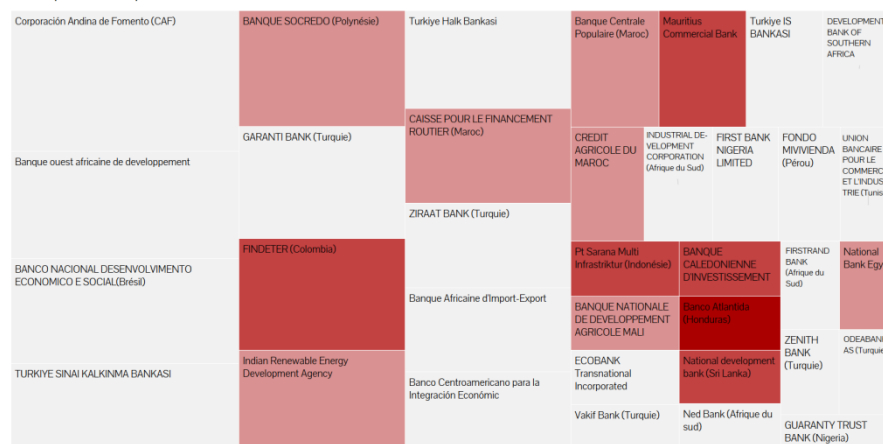 Corporación Andina de Fomento (CAF)
Banque ouest africaine de developpement
BANCO NACIONAL DESENVOLVIMENTO
ECONOMICO E SOCIAL(Brésil)
TURKIYE SINAI KALKINMA BANKASI
BANQUE SOCREDO (Polynésie)
GARANTI BANK (Turquie)
FINDETER (Colombia)
Indian Renewable Energy
Development Agency
Turkiye Halk Bankasi
CAISSE POUR LE FINANCEMENT
ROUTIER (Maroc)
ZIRAAT BANK (Turquie)
Banque Africaine d'Import-Export
Banco Centroamericano para la
Integración Económic
Banque Centrale
Populaire (Maroc)
Mauritius
Commercial Bank
Turkiye IS
BANKASI
DEVELOPMENT
BANK OF
SOUTHERN
AFRICA
CREDIT
AGRICOLE DU
MAROC
INDUSTRIAL DE-
VELOPMENT
CORPORATION
(Afrique du Sud)
FIRST BANK
NIGERIA
LIMITED
FONDO
MIVIVIENDA
(Pérou)
UNION
BANCAIRE
POUR LE
COMMERC
ET L'INDUS
TRIE (Tunis
Pt Sarana Multi
Infrastriktur (Indonésie)
BANQUE
CALEDONIENNE
D'INVESTISSEMENT
FIRSTRAND
BANK
(Afrique du
Sud)
National
Bank Egy
BANQUE NATIONALE
DE DEVELOPPEMENT
AGRICOLE MALI
Banco Atlantida
(Honduras)
ECOBANK
Transnational
Incorporated
National development
bank (Sri Lanka)
ZENITH
BANK
(Turquie)
ODEABANK
AS (Turquie
Vakif Bank (Turquie)
Ned Bank (Afrique du
sud)
GUARANTY TRUST
BANK (Nigeria)